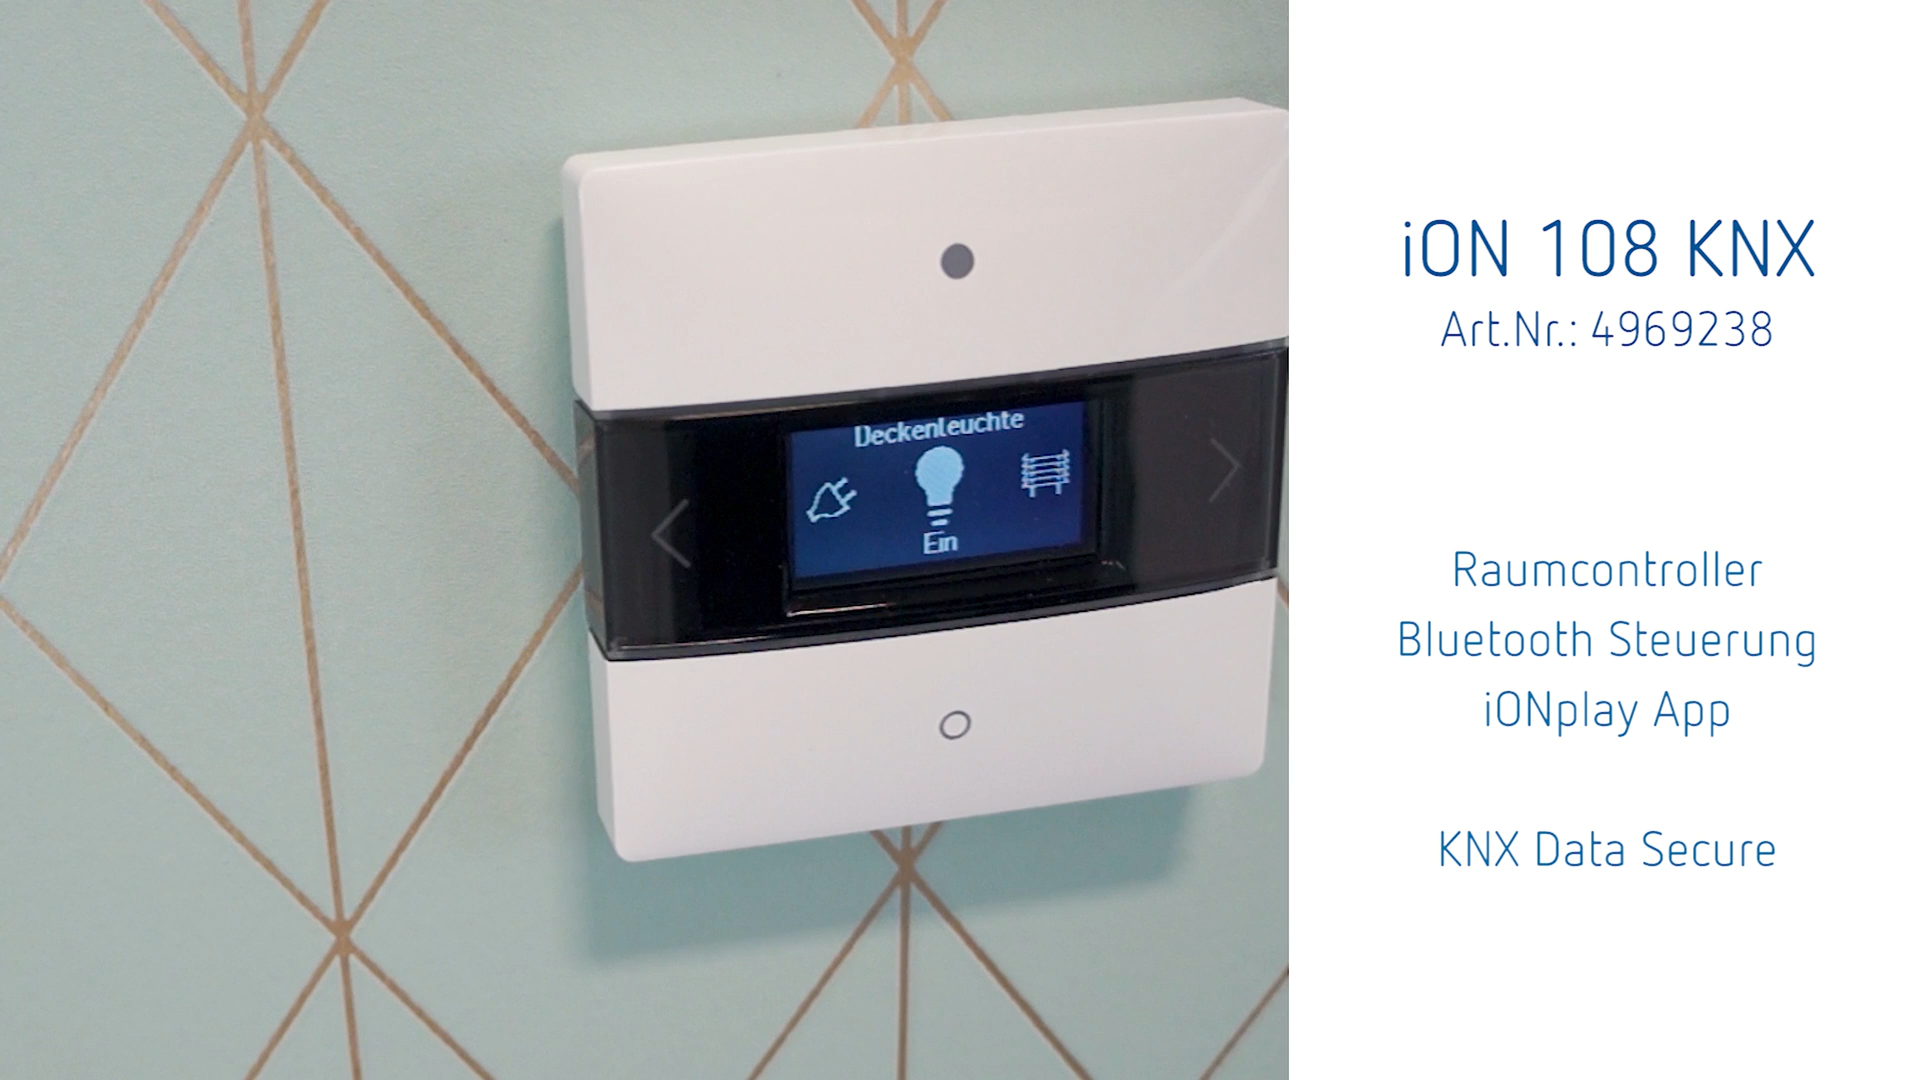 Deckenleuchte
Ein
iON 108 KNX
Art.Nr.: 4969238
Raumcontroller
Bluetooth Steuerung
iONplay App
KNX Data Secure